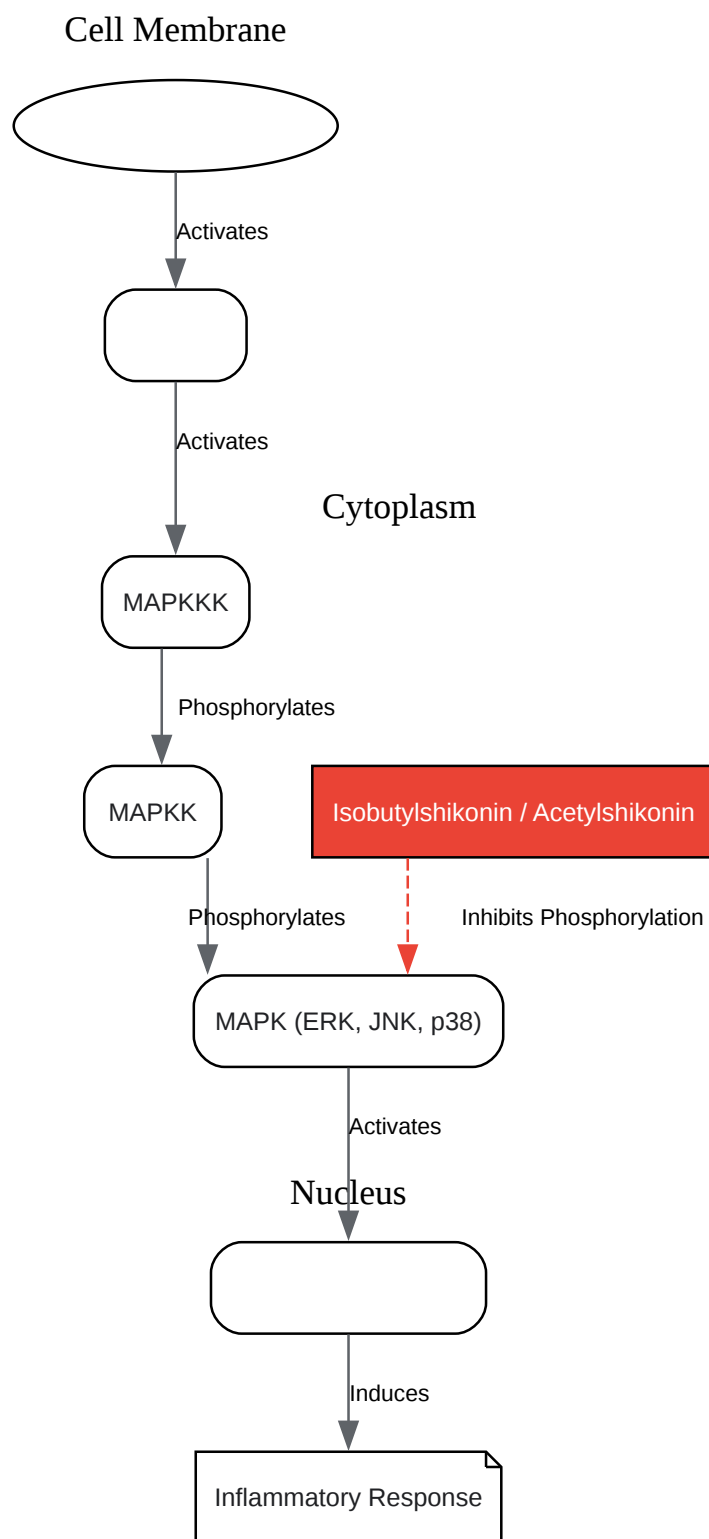 Cell Membrane
Activates
Activates
Cytoplasm
MAPKKK
Phosphorylates
MAPKK
Isobutylshikonin / Acetylshikonin
Phosphorylates
Inhibits Phosphorylation
MAPK (ERK, JNK, p38)
Activates
Nucleus
Induces
Inflammatory Response